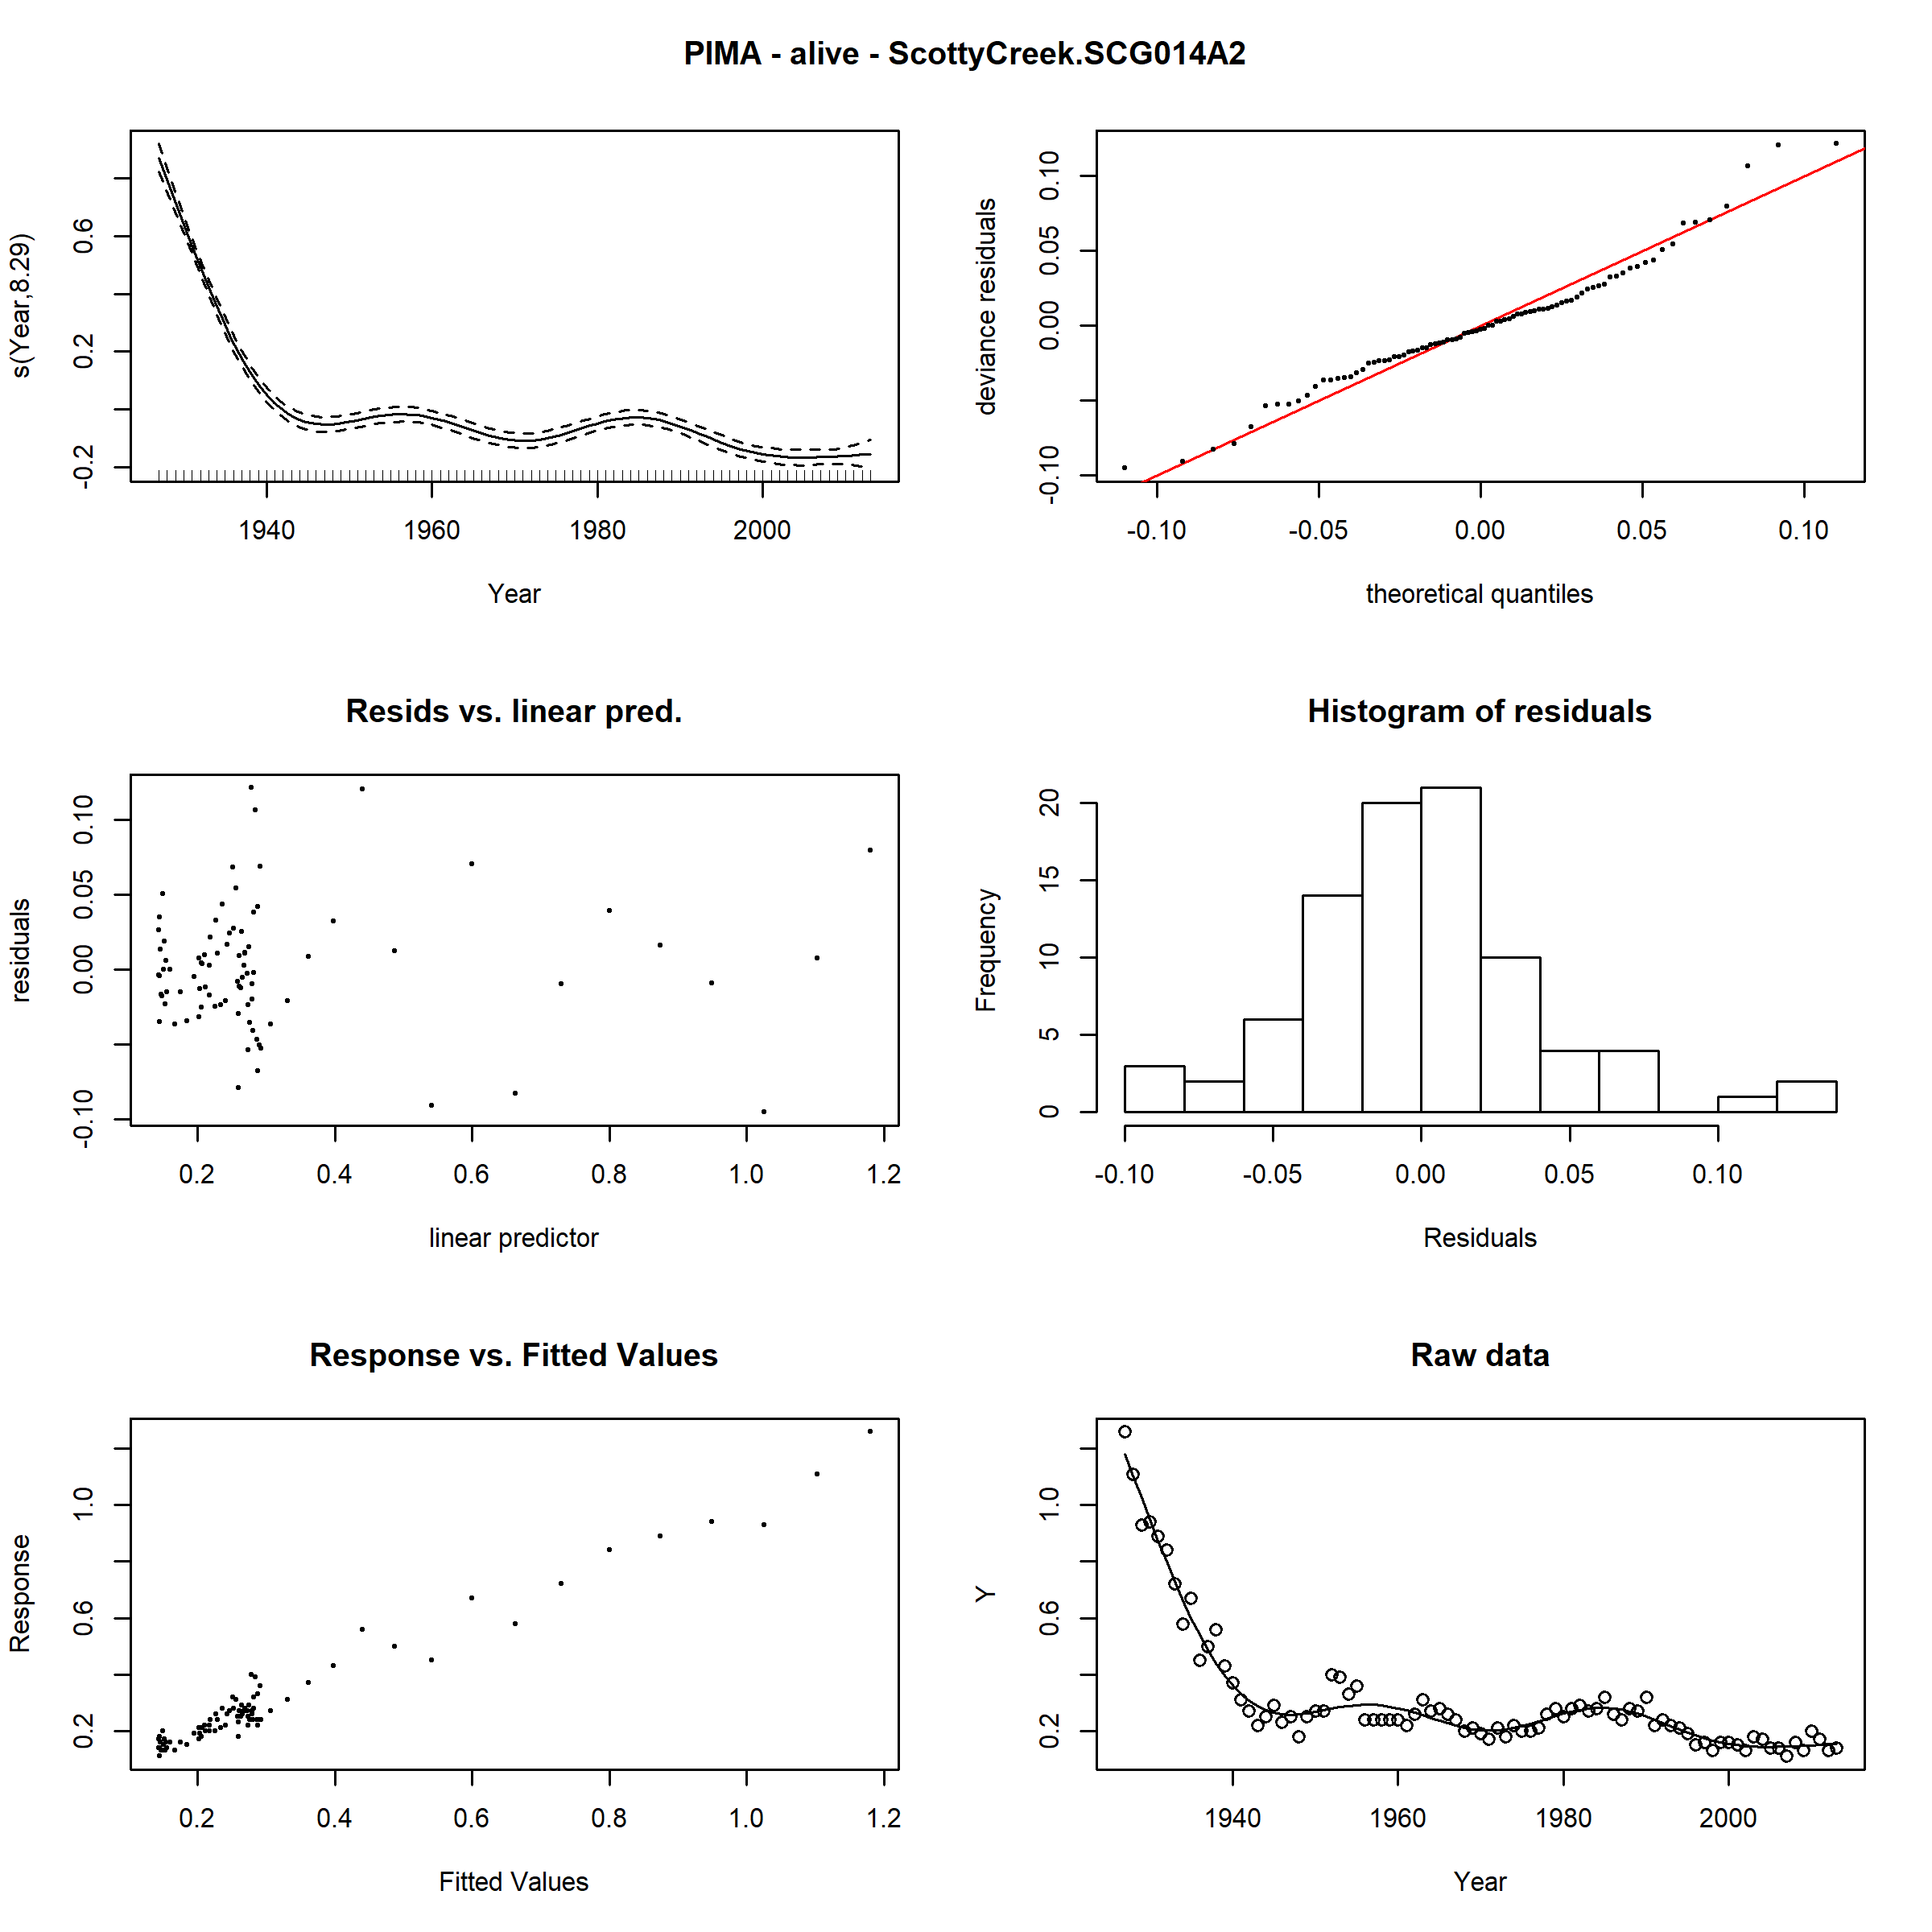 PIMA - alive - ScottyCreek.SCG014A2
s(Year,8.29)
-0.2 0.2 0.6
1940 1960 1980 2000
Year
deviance residuals
-0.10 0.00 0.05 0.10
-0.10 -0.05 0.00 0.05 0.10
theoretical quantiles
Resids vs. linear pred.
residuals
-0.10 0.00 0.05 0.10
0.2 0.4 0.6 0.8 1.0 1.2
linear predictor
Histogram of residuals
Frequency
0 5 10 15 20
-0.10 -0.05 0.00 0.05 0.10
Residuals
Response vs. Fitted Values
Response
0.2 0.6 1.0
0.2 0.4 0.6 0.8 1.0 1.2
Fitted Values
Raw data
Y
0.2 0.6 1.0
1940 1960 1980 2000
Year